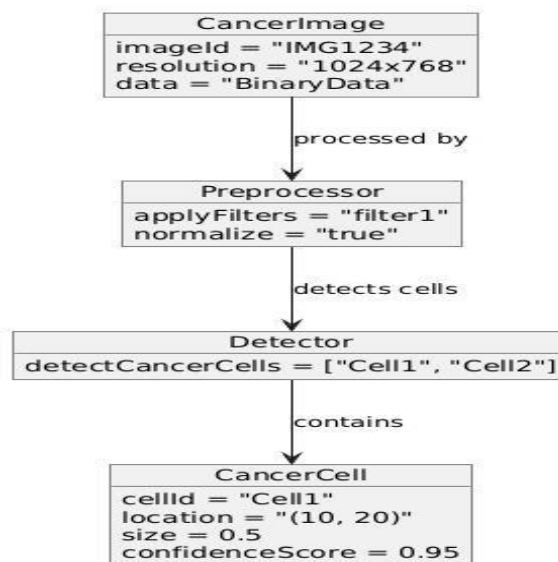 CancerImage
imageId = "IMG1234"
resolution = "1024x768"
data = "BinaryData"
processed by
Preprocessor
applyFilters = "filter1"
normalize = "true"
detects cells
Detector
detectCancerCells = ["Cell1", "Cell2"]
contains
CancerCell
cellId = "Cell1"
location = "(10, 20)"
size = 0.5
confidenceScore = 0.95